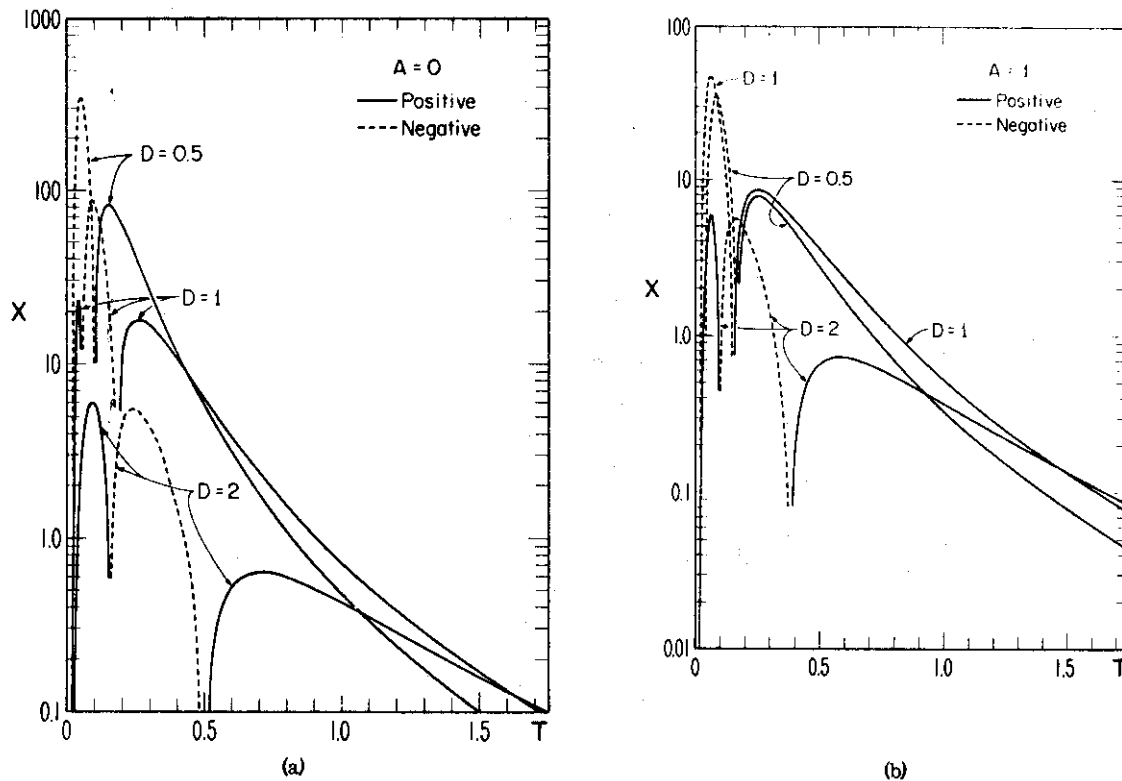 1000
100
10
1.0
0.1
X
A = 0
Positive
Negative
D = 0.5
D = 1
D = 2
0
0.5
1.0
1.5
T
(a)
100
10
1.0
0.1
0.01
X
A = 1
Positive
Negative
D = 1
D = 0.5
D = 2
D = 1
0
0.5
1.0
1.5
T
(b)